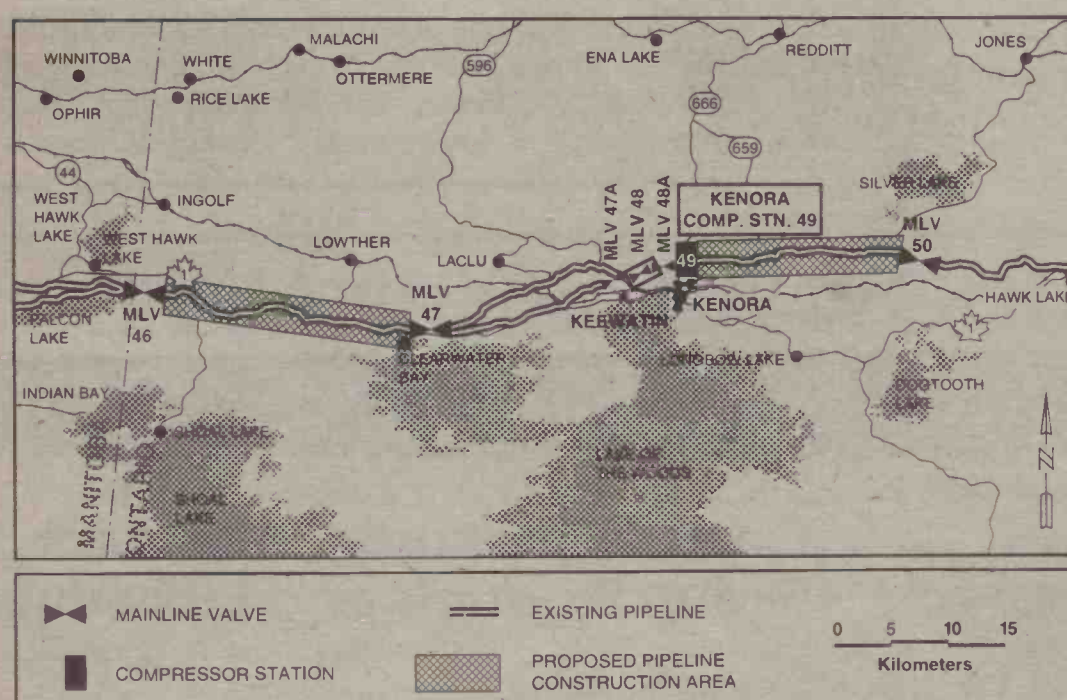 MALACHI
WINNITOBA
WHITE
OTTERMERE
ENA LAKE
REDDITT
JONES
596
OPHIR
RICE LAKE
666
659
44
WEST
HAWK
LAKE
INGOLF
SILVER LAKE
KENORA
COMP. STN. 49
MLV 47A
MLV 48
MLV 48A
WEST HAWK
LAKE
LOWTHER
LACLU
MLV
50
49
1
MLV
46
MLV
47
KENORA
HAWK LAKE
KEEWATIN
1
FALCON
LAKE
CLEARWATER
BAY
LONGBOW LAKE
DOGTOOTH
LAKE
INDIAN BAY
SHOAL LAKE
LAKE OF
THE WOODS
MANITOBA
ONTARIO
SHOAL
LAKE
N
MAINLINE VALVE
EXISTING PIPELINE
0 5 10 15
Kilometers
COMPRESSOR STATION
PROPOSED PIPELINE
CONSTRUCTION AREA